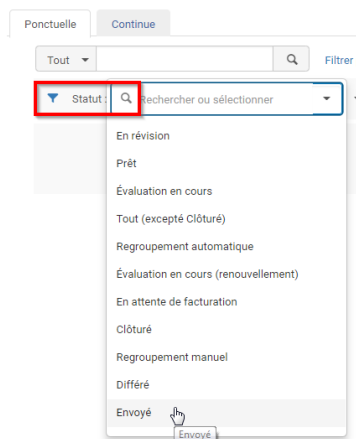 Ponctuelle Continue
Tout Filtrer
Statut : Rechercher ou sélectionner
En révision
Prêt
Évaluation en cours
Tout (excepté Clôturé)
Regroupement automatique
Évaluation en cours (renouvellement)
En attente de facturation
Clôturé
Regroupement manuel
Différé
Envoyé
Envoyé